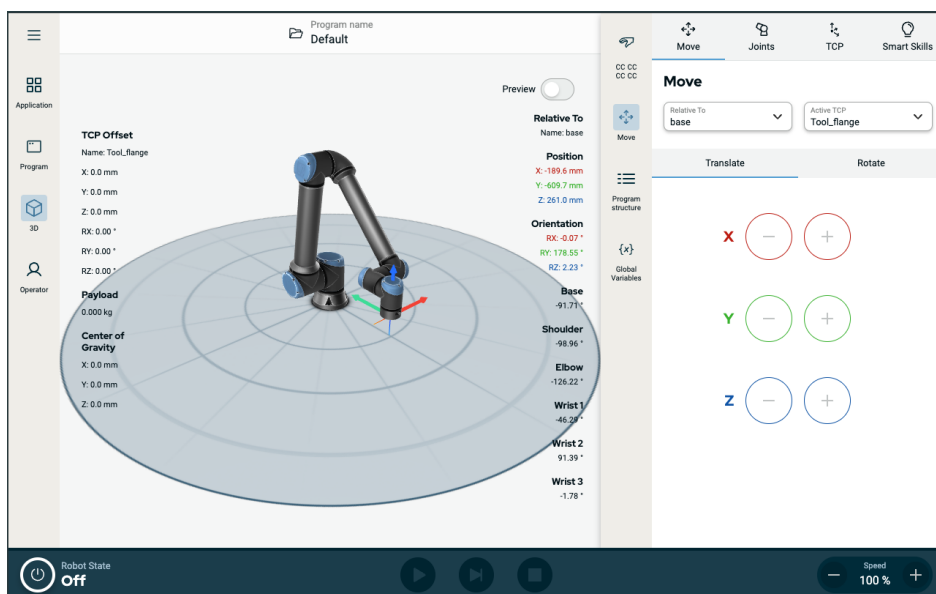 Program name
Default
Application
Program
3D
Operator
Preview
TCP Offset
Name: Tool_flange
X: 0.0 mm
Y: 0.0 mm
Z: 0.0 mm
RX: 0.00 °
RY: 0.00 °
RZ: 0.00 °
Payload
0.000 kg
Center of
Gravity
X: 0.0 mm
Y: 0.0 mm
Z: 0.0 mm
Relative To
Name: base
Position
X: -189.6 mm
Y: -609.7 mm
Z: 261.0 mm
Orientation
RX: -0.07 °
RY: 178.55 °
RZ: 2.23 °
Base
-91.71 °
Shoulder
-98.96 °
Elbow
-126.22 °
Wrist 1
-46.29 °
Wrist 2
91.39 °
Wrist 3
-1.78 °
CC CC
CC CC
Move
Program
structure
{x}
Global
Variables
Move
Joints
TCP
Smart Skills
Move
Relative To
base
Active TCP
Tool_flange
Translate
Rotate
X − +
Y − +
Z − +
Robot State
Off
Speed
− 100 % +